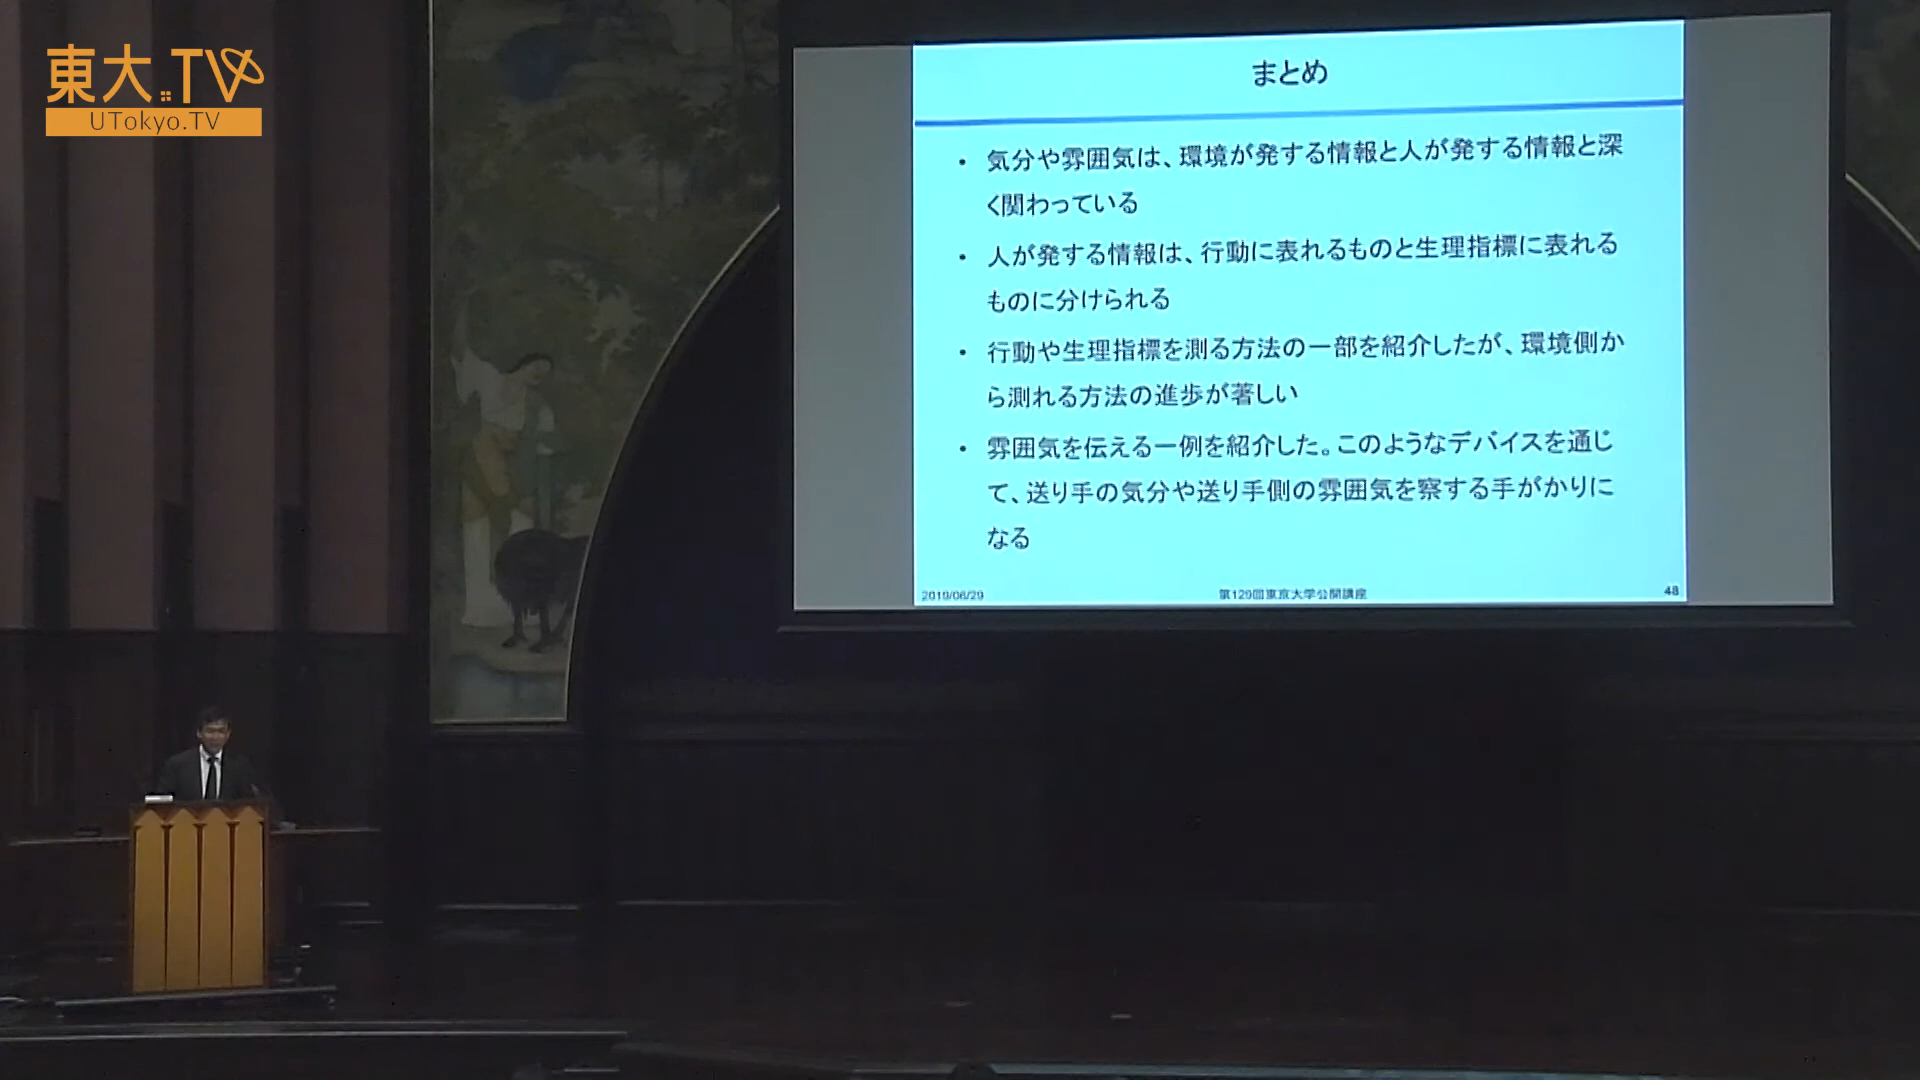 東大TV
UTokyo.TV
まとめ
• 気分や雰囲気は、環境が発する情報と人が発する情報と深
く関わっている
• 人が発する情報は、行動に表れるものと生理指標に表れる
ものに分けられる
• 行動や生理指標を測る方法の一部を紹介したが、環境側か
ら測れる方法の進歩が著しい
• 雰囲気を伝える一例を紹介した。このようなデバイスを通じ
て、送り手の気分や送り手側の雰囲気を察する手がかりに
なる
2019/06/29
第129回東京大学公開講座
48